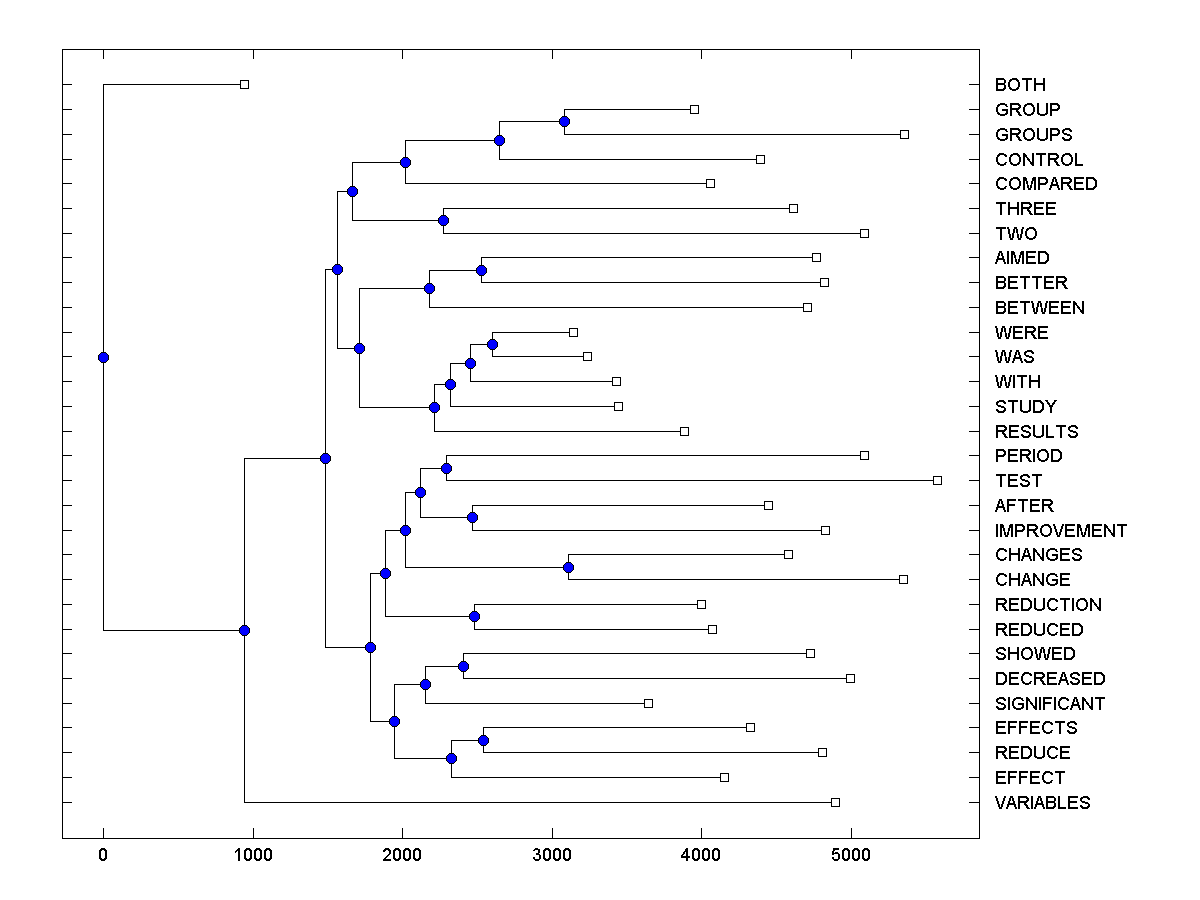 BOTH
GROUP
GROUPS
CONTROL
COMPARED
THREE
TWO
AIMED
BETTER
BETWEEN
WERE
WAS
WITH
STUDY
RESULTS
PERIOD
TEST
AFTER
IMPROVEMENT
CHANGES
CHANGE
REDUCTION
REDUCED
SHOWED
DECREASED
SIGNIFICANT
EFFECTS
REDUCE
EFFECT
VARIABLES
0 1000 2000 3000 4000 5000